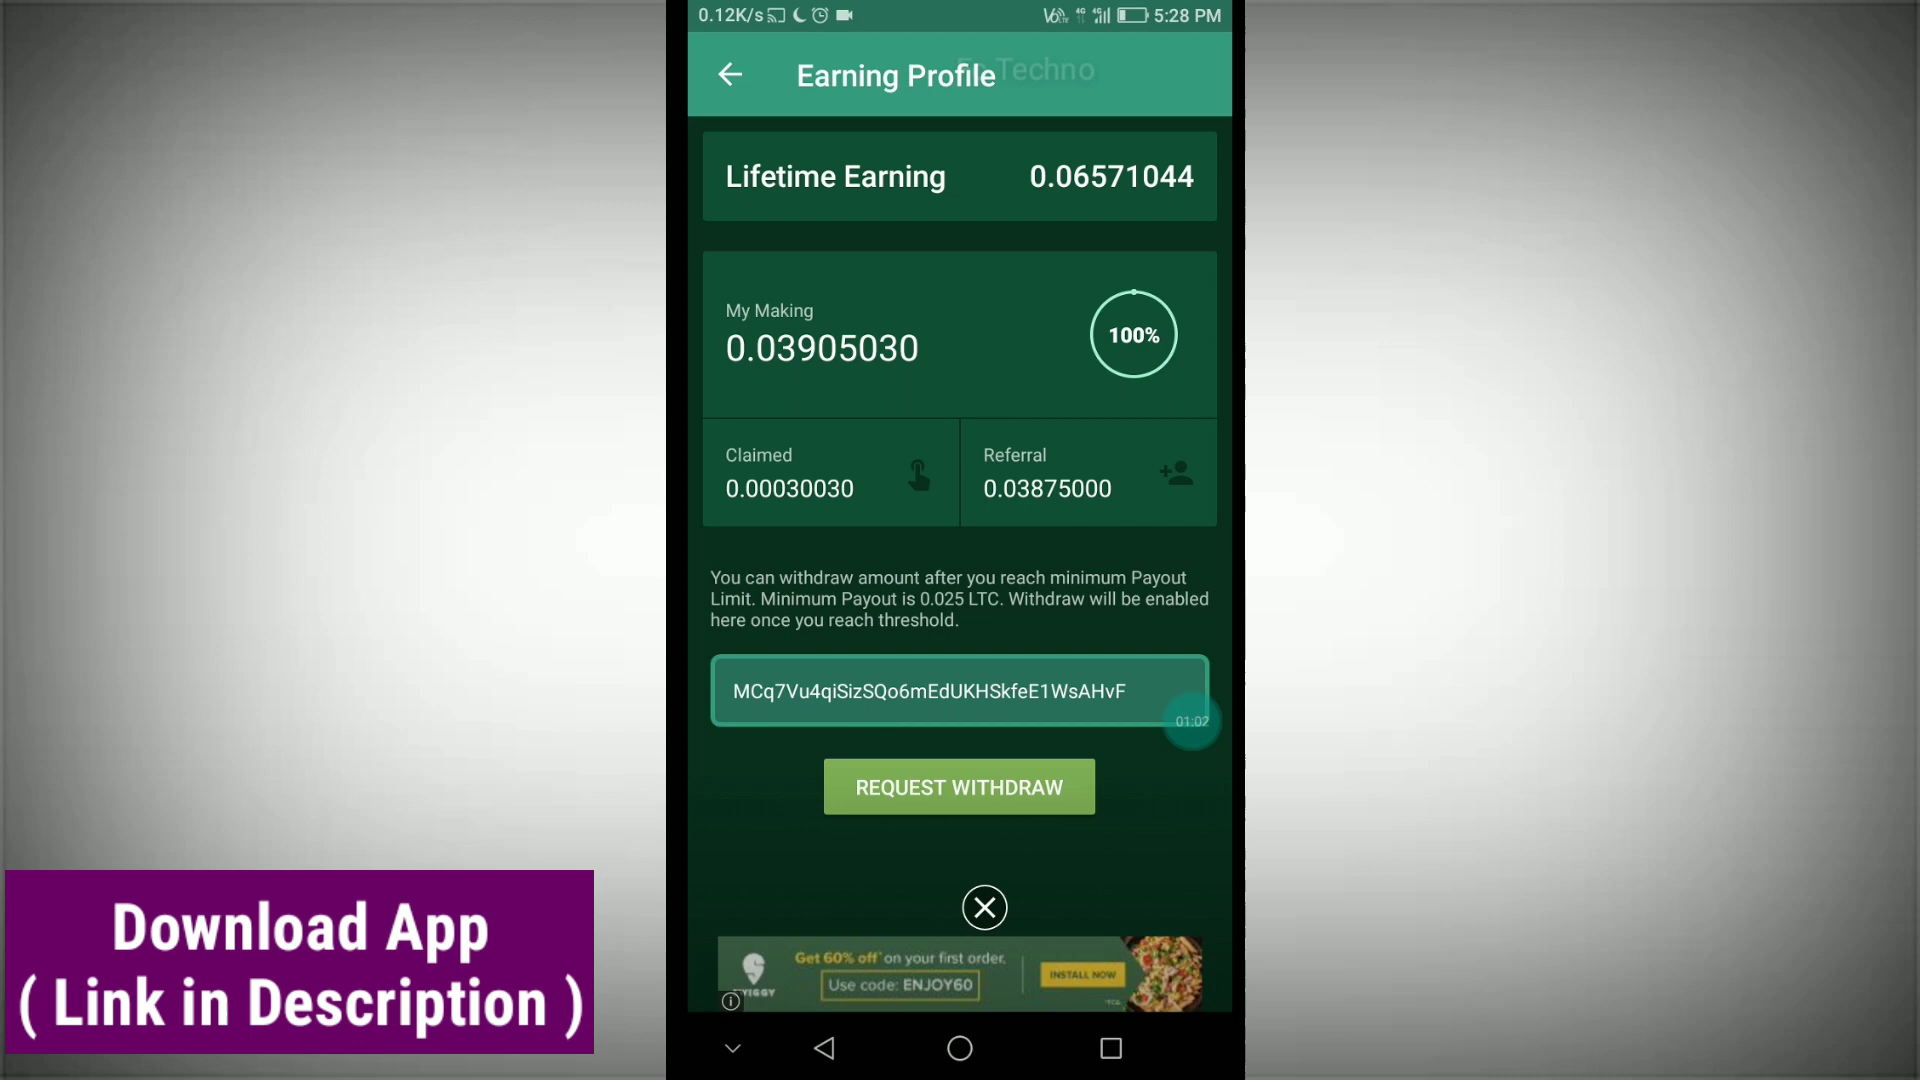 0.12K/s 5:28 PM
Earning Profile
Techno
Lifetime Earning 0.06571044
My Making
0.03905030
100%
Claimed
0.00030030
Referral
0.03875000
You can withdraw amount after you reach minimum Payout
Limit. Minimum Payout is 0.025 LTC. Withdraw will be enabled
here once you reach threshold.
MCq7Vu4qiSizSQo6mEdUKHSkfeE1WsAHvF
01:02
REQUEST WITHDRAW
Get 60% off* on your first order.
Use code: ENJOY60
INSTALL NOW
Download App
( Link in Description )